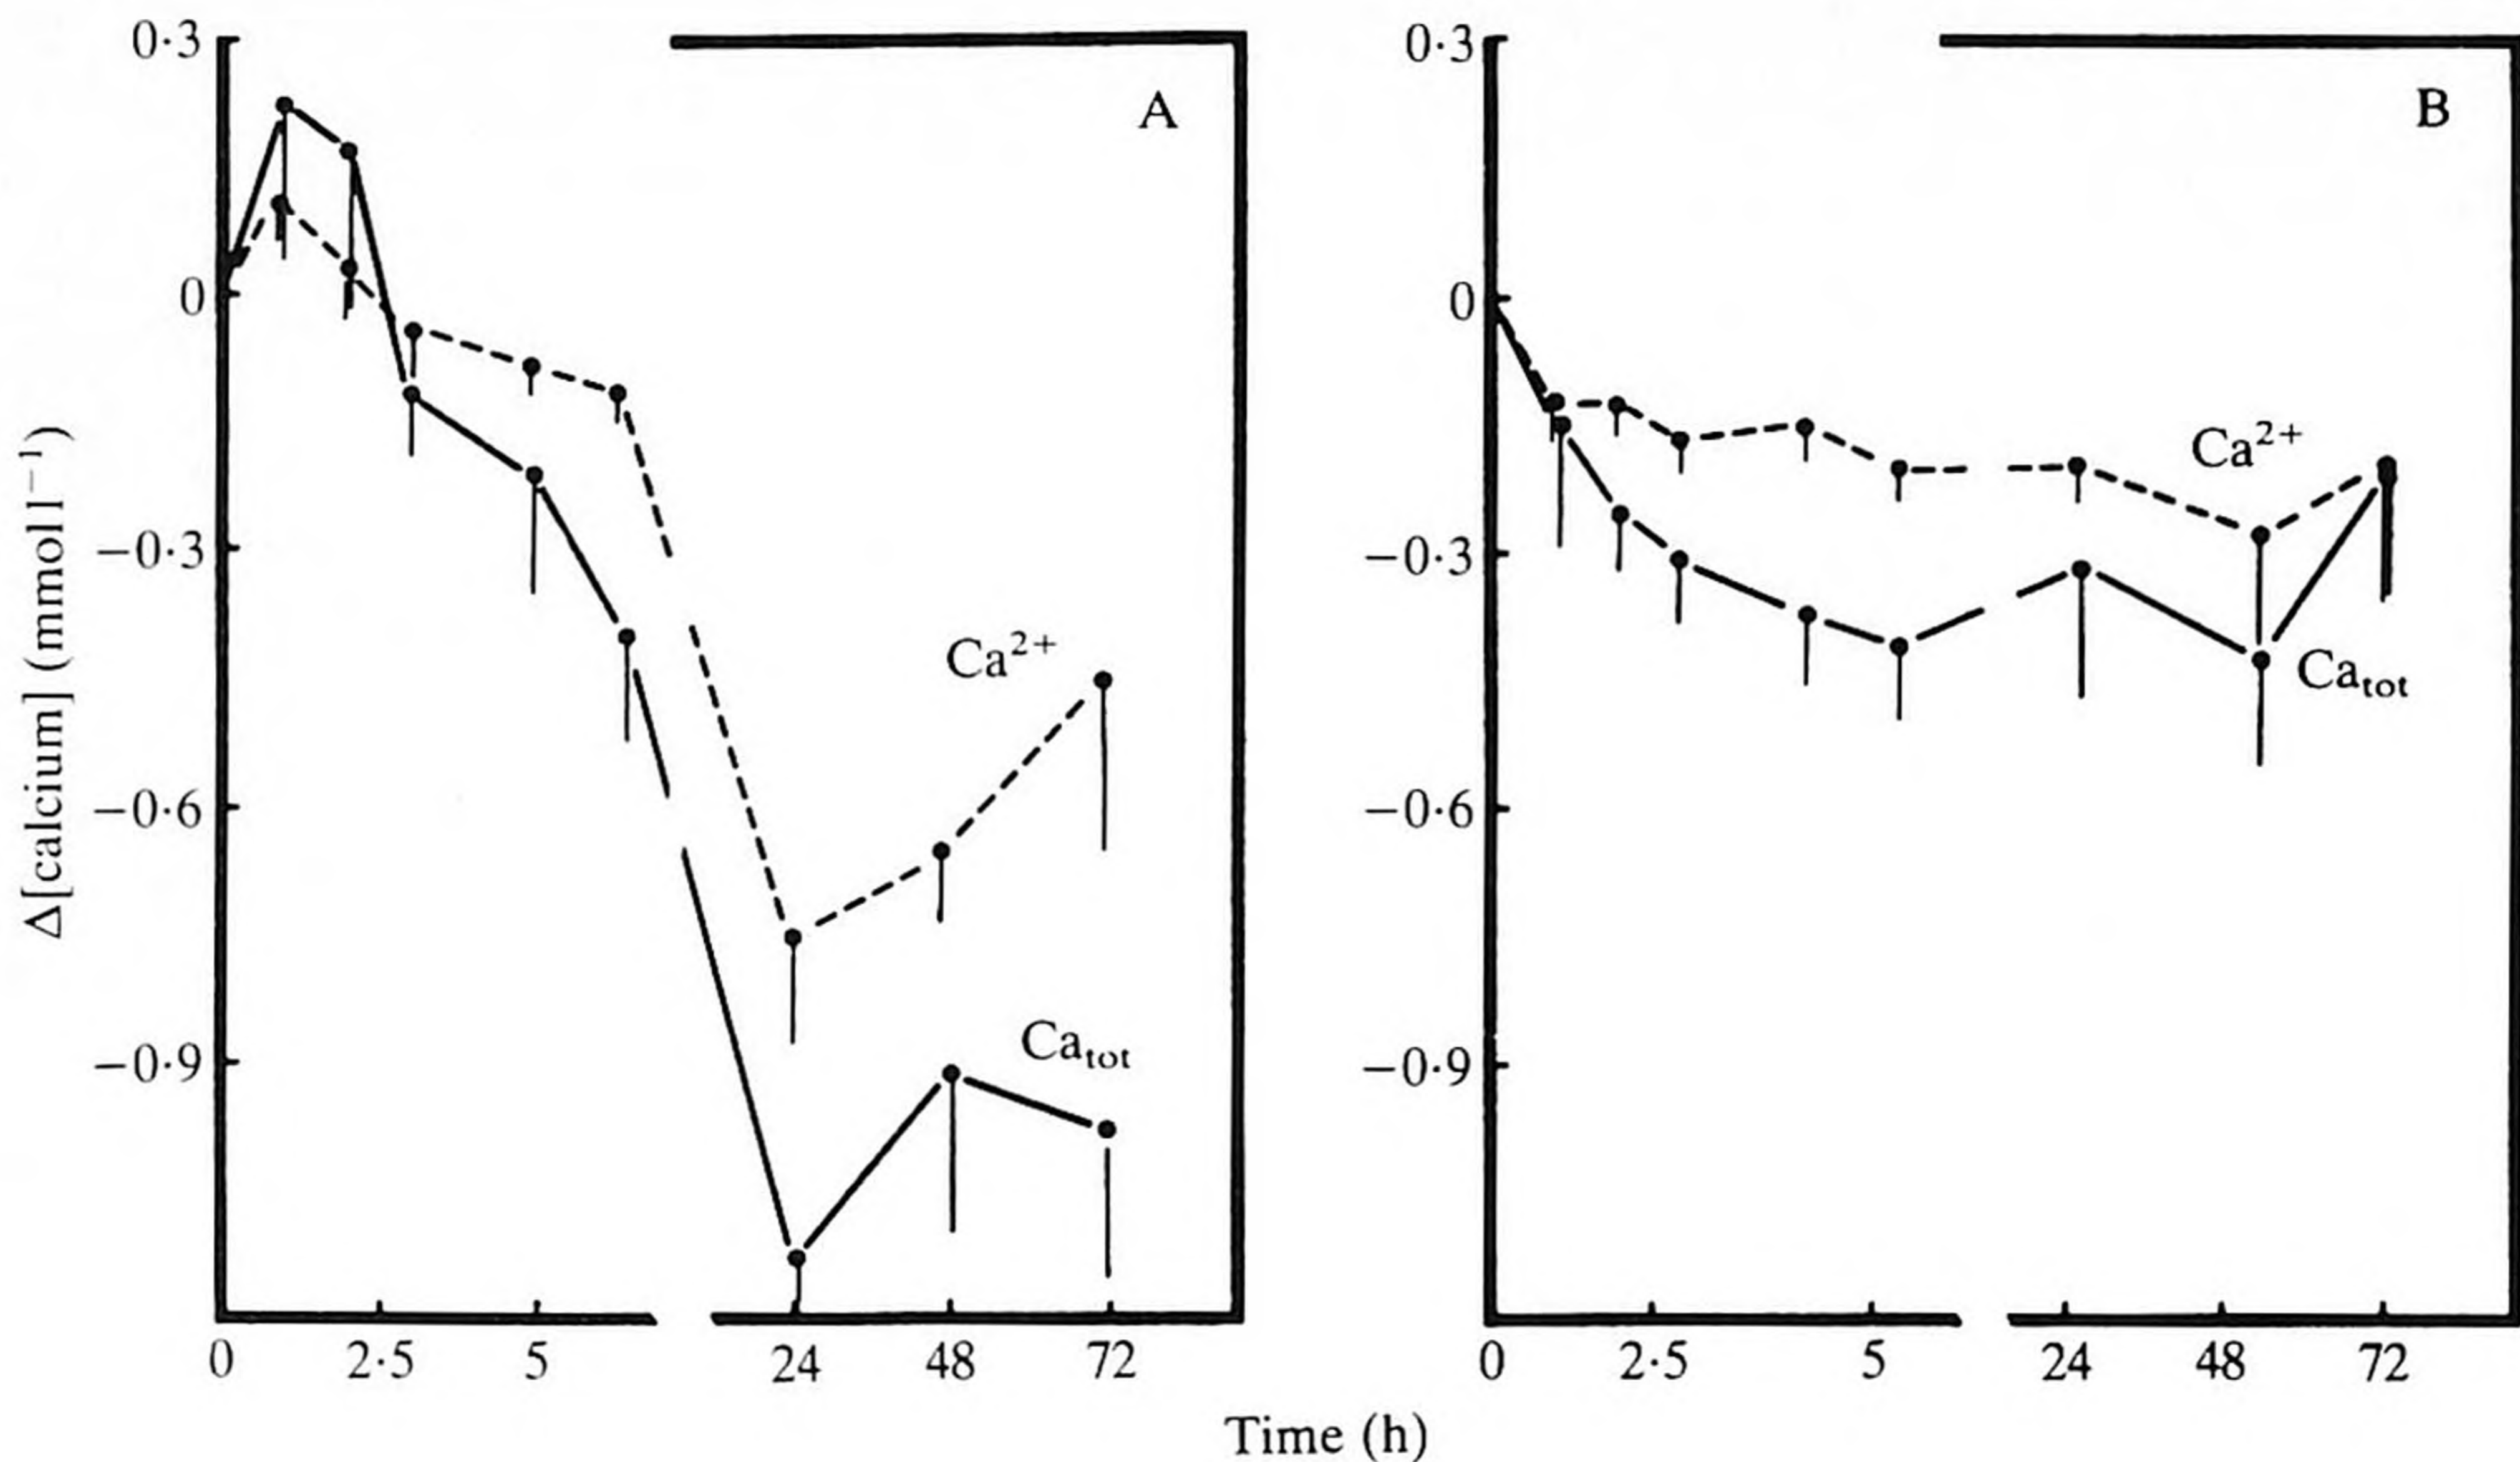 0·3
0
−0·3
−0·6
−0·9
Δ[calcium] (mmol l⁻¹)
A
Ca²⁺
Ca_tot
0 2·5 5 24 48 72
0·3
0
−0·3
−0·6
−0·9
B
Ca²⁺
Ca_tot
0 2·5 5 24 48 72
Time (h)